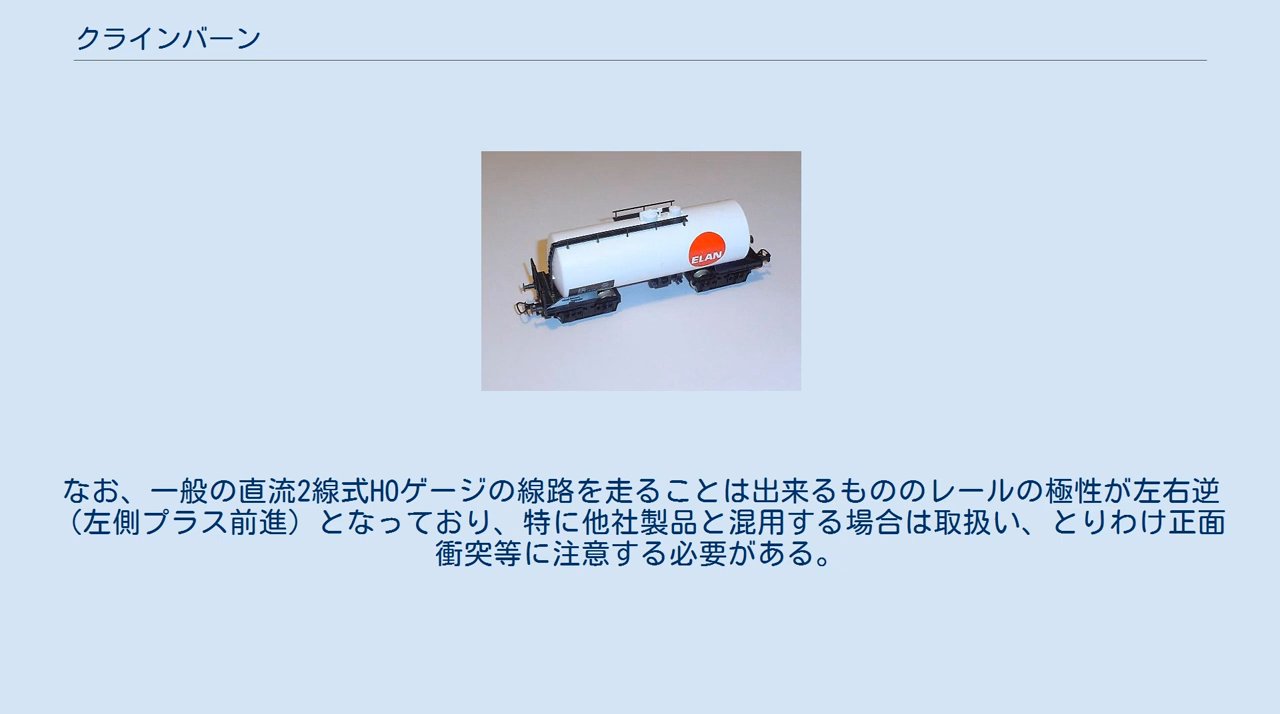 クラインバーン
ELAN
なお、一般の直流2線式HOゲージの線路を走ることは出来るもののレールの極性が左右逆
（左側プラス前進）となっており、特に他社製品と混用する場合は取扱い、とりわけ正面
衝突等に注意する必要がある。